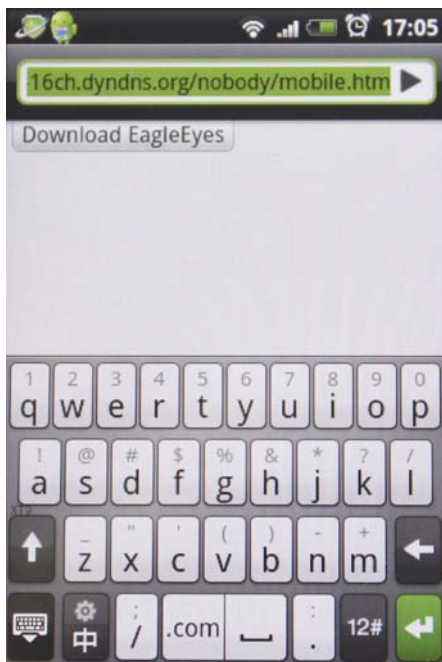 17:05
16ch.dyndns.org/nobody/mobile.htm
Download EagleEyes
1 2 3 4 5 6 7 8 9 0
q w e r t y u i o p
! @ # $ % & * ? /
a s d f g h j k l
XT9
_ " ' ( ) - +
z x c v b n m
; :
中 / .com . 12#